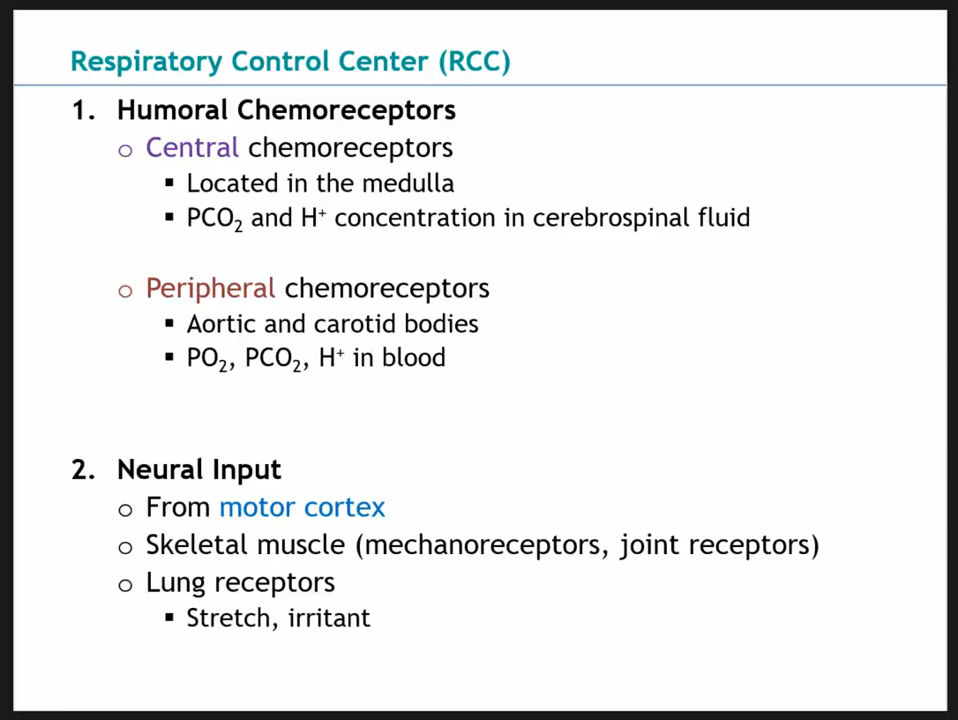 Respiratory Control Center (RCC)
1. Humoral Chemoreceptors
o Central chemoreceptors
▪ Located in the medulla
▪ PCO₂ and H⁺ concentration in cerebrospinal fluid
o Peripheral chemoreceptors
▪ Aortic and carotid bodies
▪ PO₂, PCO₂, H⁺ in blood
2. Neural Input
o From motor cortex
o Skeletal muscle (mechanoreceptors, joint receptors)
o Lung receptors
▪ Stretch, irritant